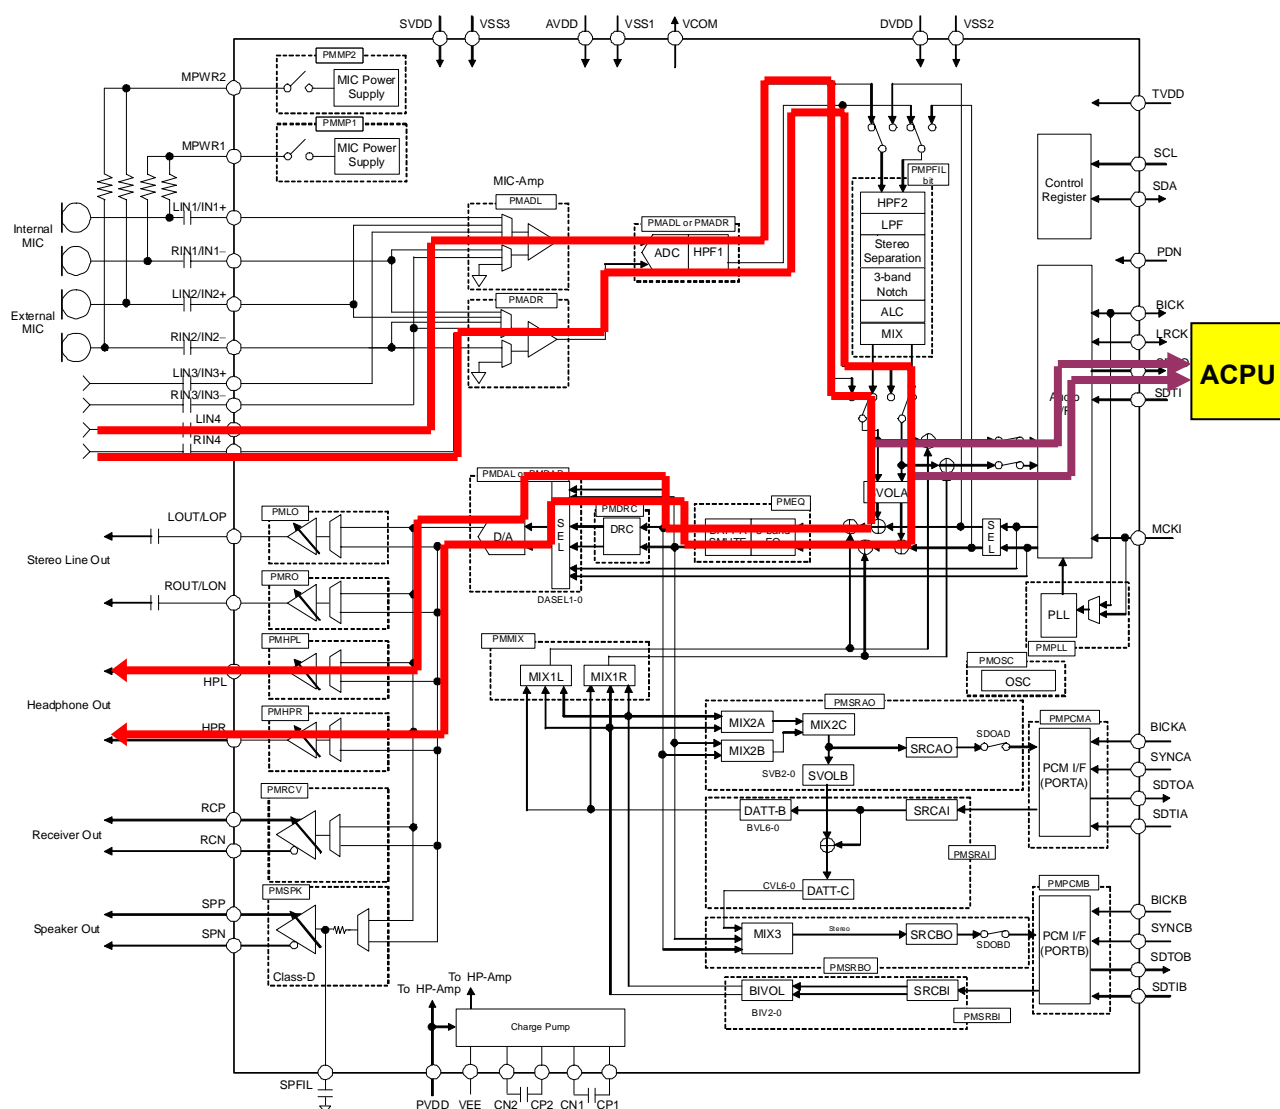 SVDD
VSS3
AVDD
VSS1
VCOM
DVDD
VSS2
PMMP2
MPWR2
MIC Power
Supply
TVDD
PMMP1
MPWR1
MIC Power
Supply
SCL
Control
Register
SDA
PMPFIL
bit
MIC-Amp
PMADL
HPF2
LIN1/IN1+
Internal
MIC
PMADL or PMADR
LPF
Stereo
Separation
RIN1/IN1−
ADC
HPF1
PDN
3-band
Notch
LIN2/IN2+
PMADR
ALC
BICK
External
MIC
RIN2/IN2−
MIX
LRCK
LIN3/IN3+
ACPU
RIN3/IN3−
SDTI
LIN4
RIN4
PMDAL or PMDAR
PMEQ
PMLO
LOUT/LOP
PMDRC
D/A
S
E
L
DRC
S
E
L
MCKI
Stereo Line Out
PMRO
ROUT/LON
DASEL1-0
PLL
PMPLL
PMHPL
PMMIX
MIX1L
MIX1R
PMOSC
OSC
HPL
Headphone Out
PMHPR
HPR
PMSRAO
MIX2A
MIX2C
PMPCMA
BICKA
MIX2B
SRCAO
SDOAD
PCM I/F
(PORTA)
SYNCA
SVB2-0
SVOLB
PMRCV
SDTOA
RCP
DATT-B
SRCAI
SDTIA
BVL6-0
Receiver Out
RCN
PMSRAI
PMSPK
CVL6-0
DATT-C
PMPCMB
SPP
BICKB
Speaker Out
SPN
MIX3
Stereo
SRCBO
SDOBD
PCM I/F
(PORTB)
SYNCB
Class-D
PMSRBO
SDTOB
To HP-Amp
To HP-Amp
BIVOL
SRCBI
SDTIB
BIV2-0
PMSRBI
Charge Pump
SPFIL
PVDD
VEE
CN2
CP2
CN1
CP1